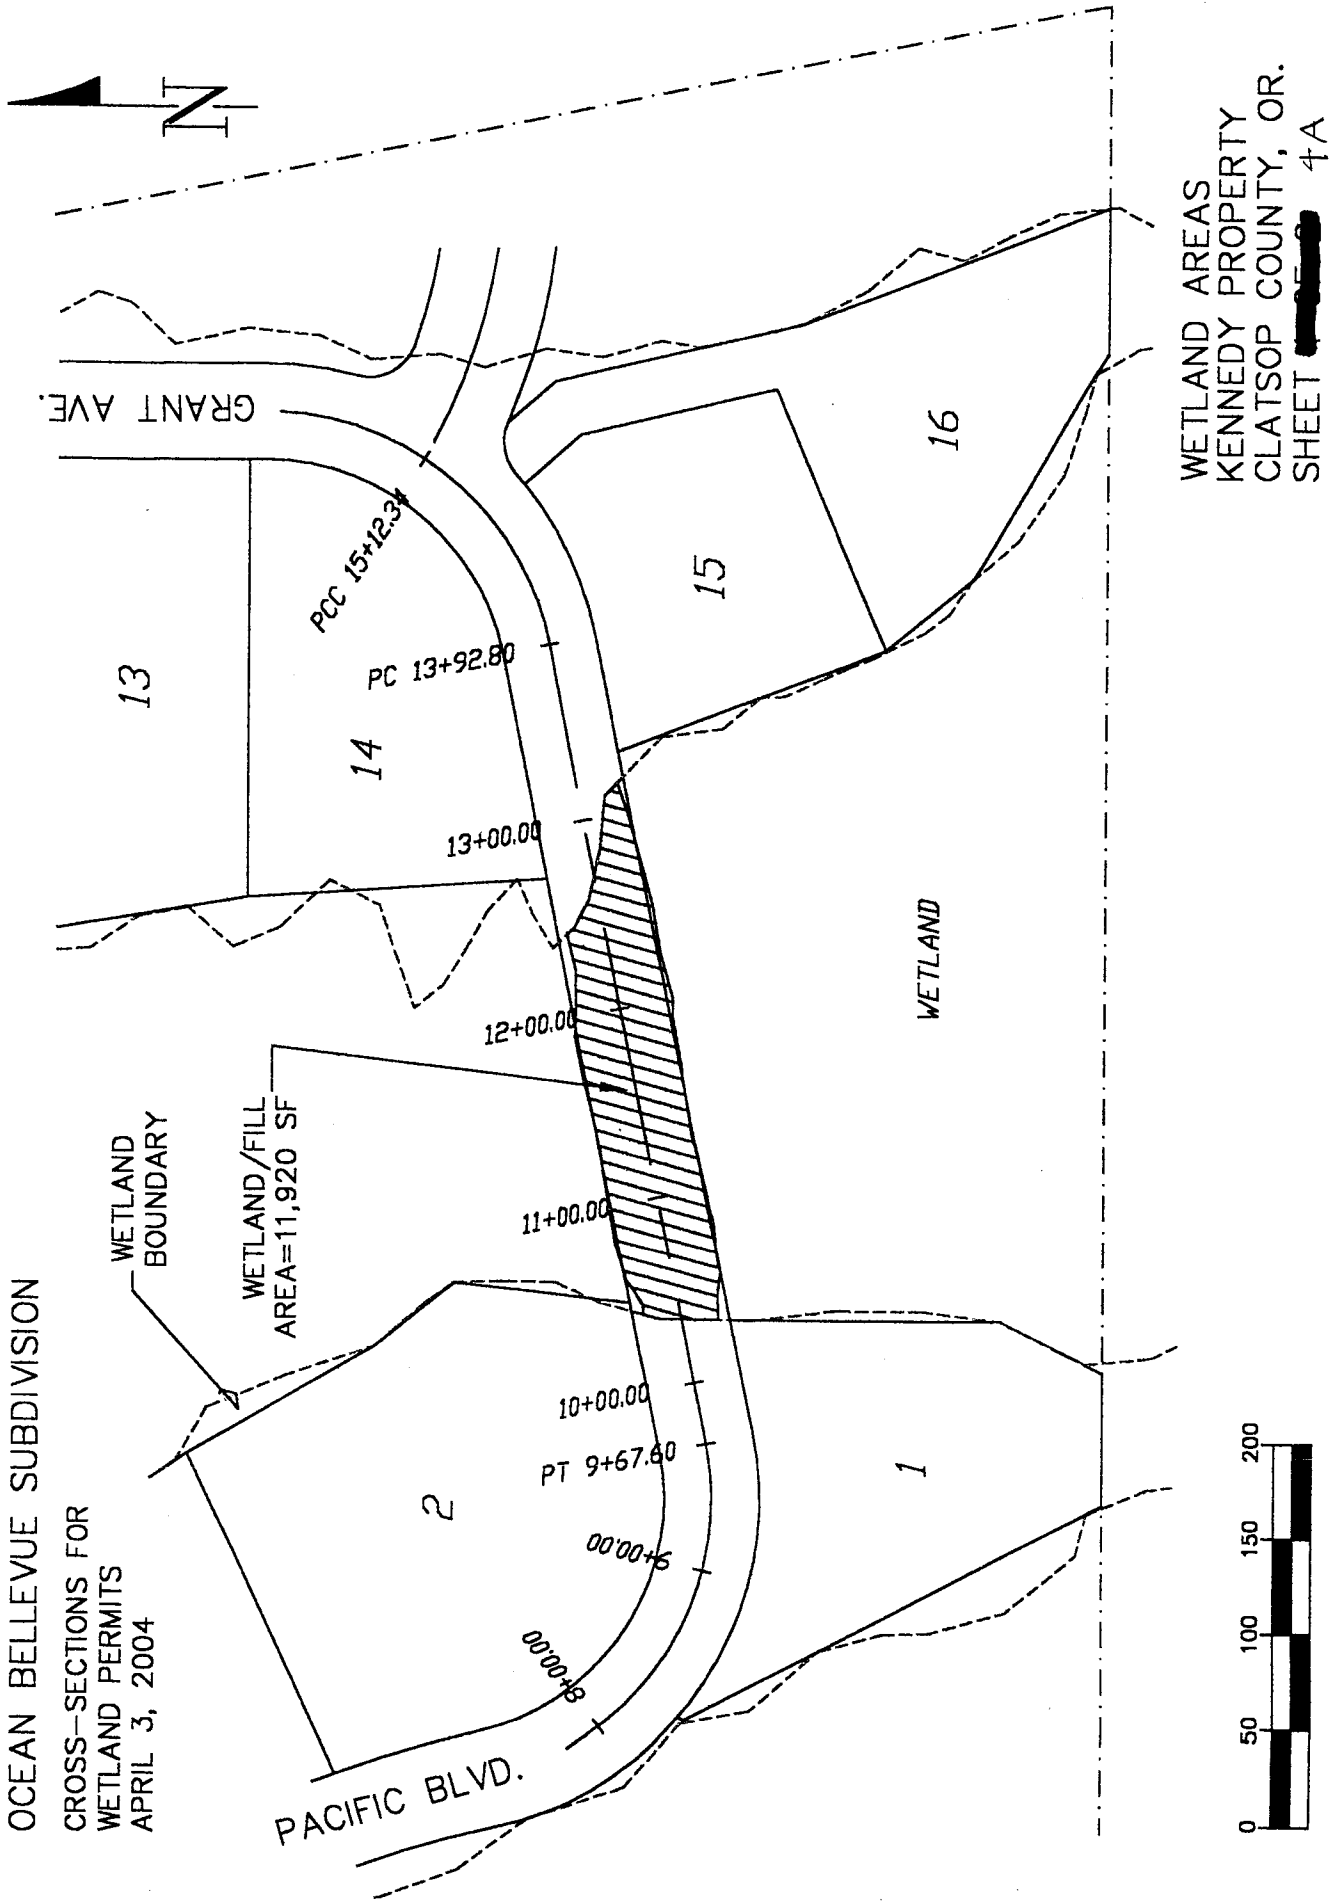 OCEAN BELLEVUE SUBDIVISION
CROSS-SECTIONS FOR
WETLAND PERMITS
APRIL 3, 2004
WETLAND
BOUNDARY
WETLAND/FILL
AREA=11,920 SF
N
PACIFIC BLVD.
GRANT AVE.
8+00.00
9+00.00
PT 9+67.60
10+00.00
11+00.00
12+00.00
13+00.00
PC 13+92.80
PCC 15+12.34
2
1
13
14
15
16
WETLAND
0 50 100 150 200
WETLAND AREAS
KENNEDY PROPERTY
CLATSOP COUNTY, OR.
SHEET 4A